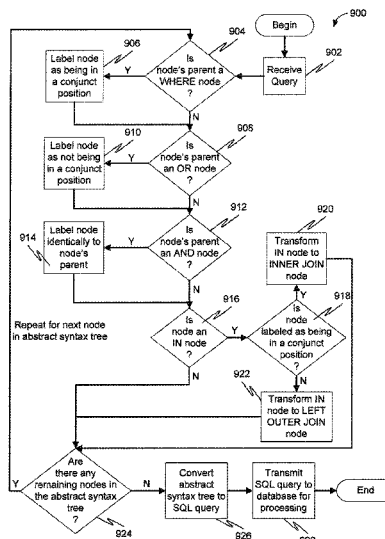 900
Begin
902
Receive
Query
904
Is
node's parent a
WHERE node
?
Y
N
906
Label node
as being in a
conjunct
position
908
Is
node's parent
an OR node
?
Y
N
910
Label node
as not being
in a conjunct
position
912
Is
node's parent
an AND node
?
Y
N
914
Label node
identically to
node's
parent
916
Is
node an
IN node
?
Y
N
918
Is
node
labeled as being
in a conjunct
position
?
Y
N
920
Transform
IN node to
INNER JOIN
node
922
Transform IN
node to LEFT
OUTER JOIN
node
Repeat for next node
in abstract syntax tree
Are
there any
remaining nodes in
the abstract syntax
tree
?
Y
N
924
Convert
abstract
syntax tree to
SQL query
926
Transmit
SQL query to
database for
processing
End